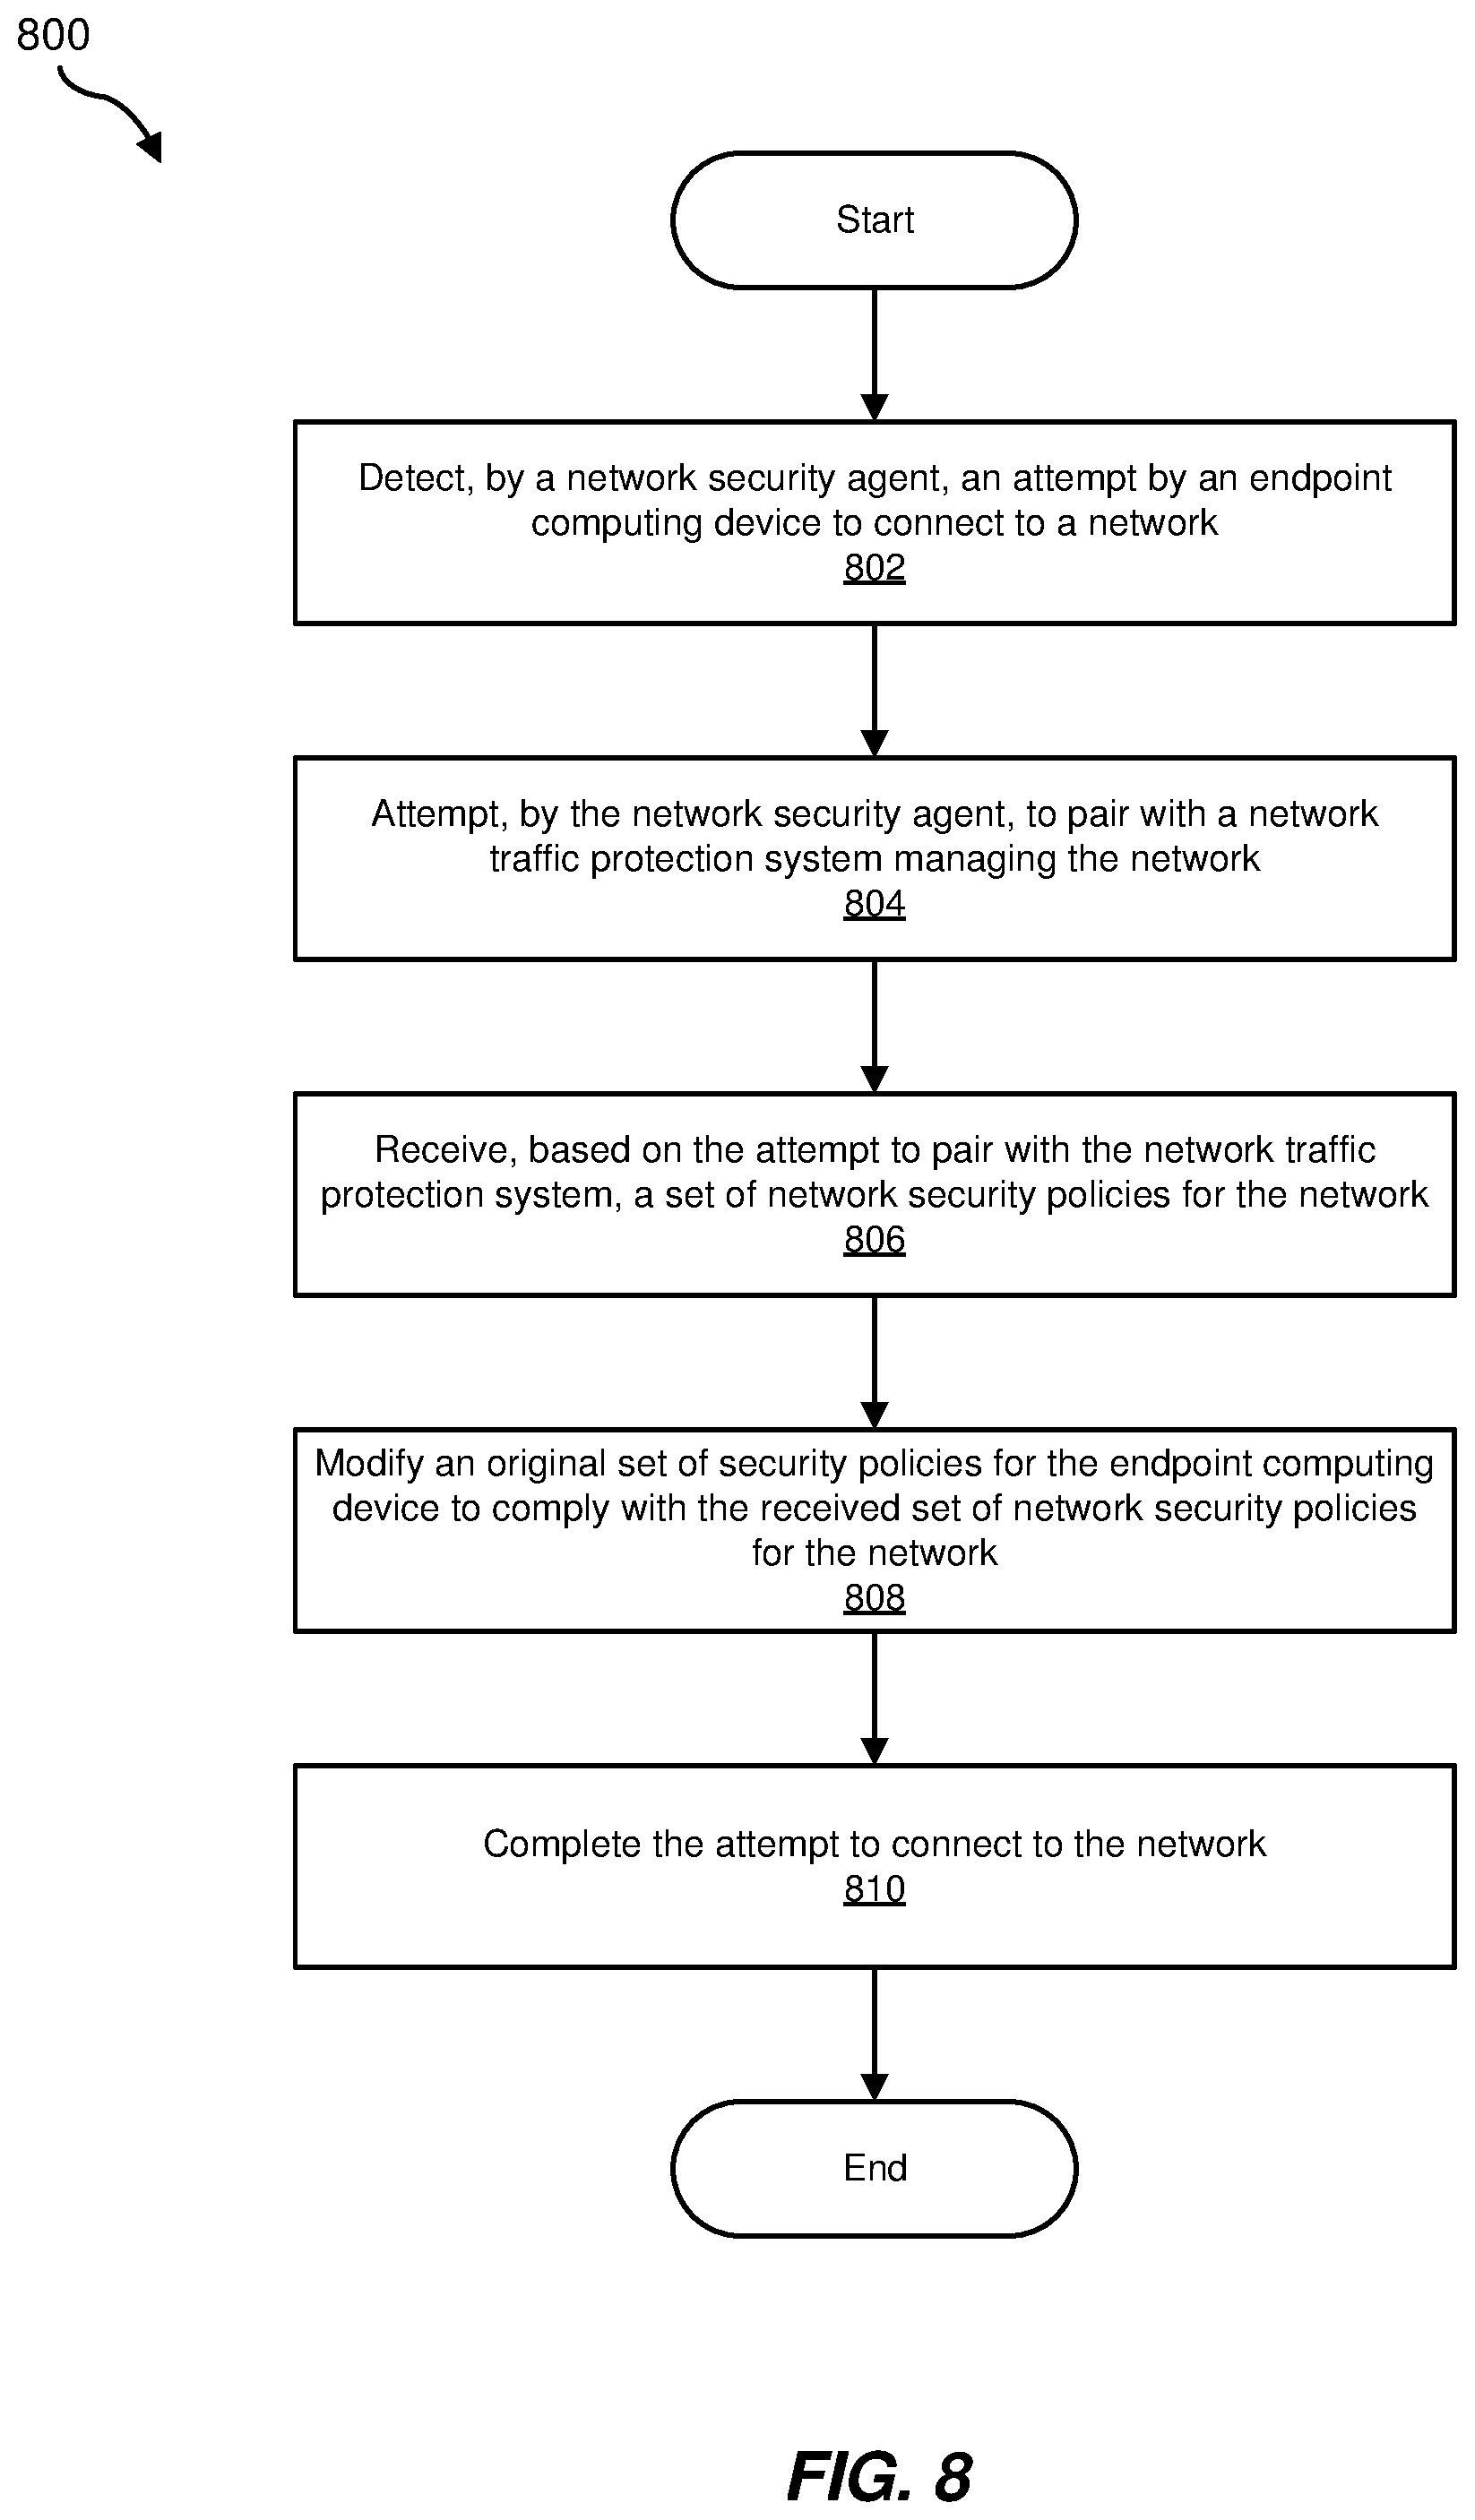 800
Start
Detect, by a network security agent, an attempt by an endpoint
computing device to connect to a network
802
Attempt, by the network security agent, to pair with a network
traffic protection system managing the network
804
Receive, based on the attempt to pair with the network traffic
protection system, a set of network security policies for the network
806
Modify an original set of security policies for the endpoint computing
device to comply with the received set of network security policies
for the network
808
Complete the attempt to connect to the network
810
End
FIG. 8